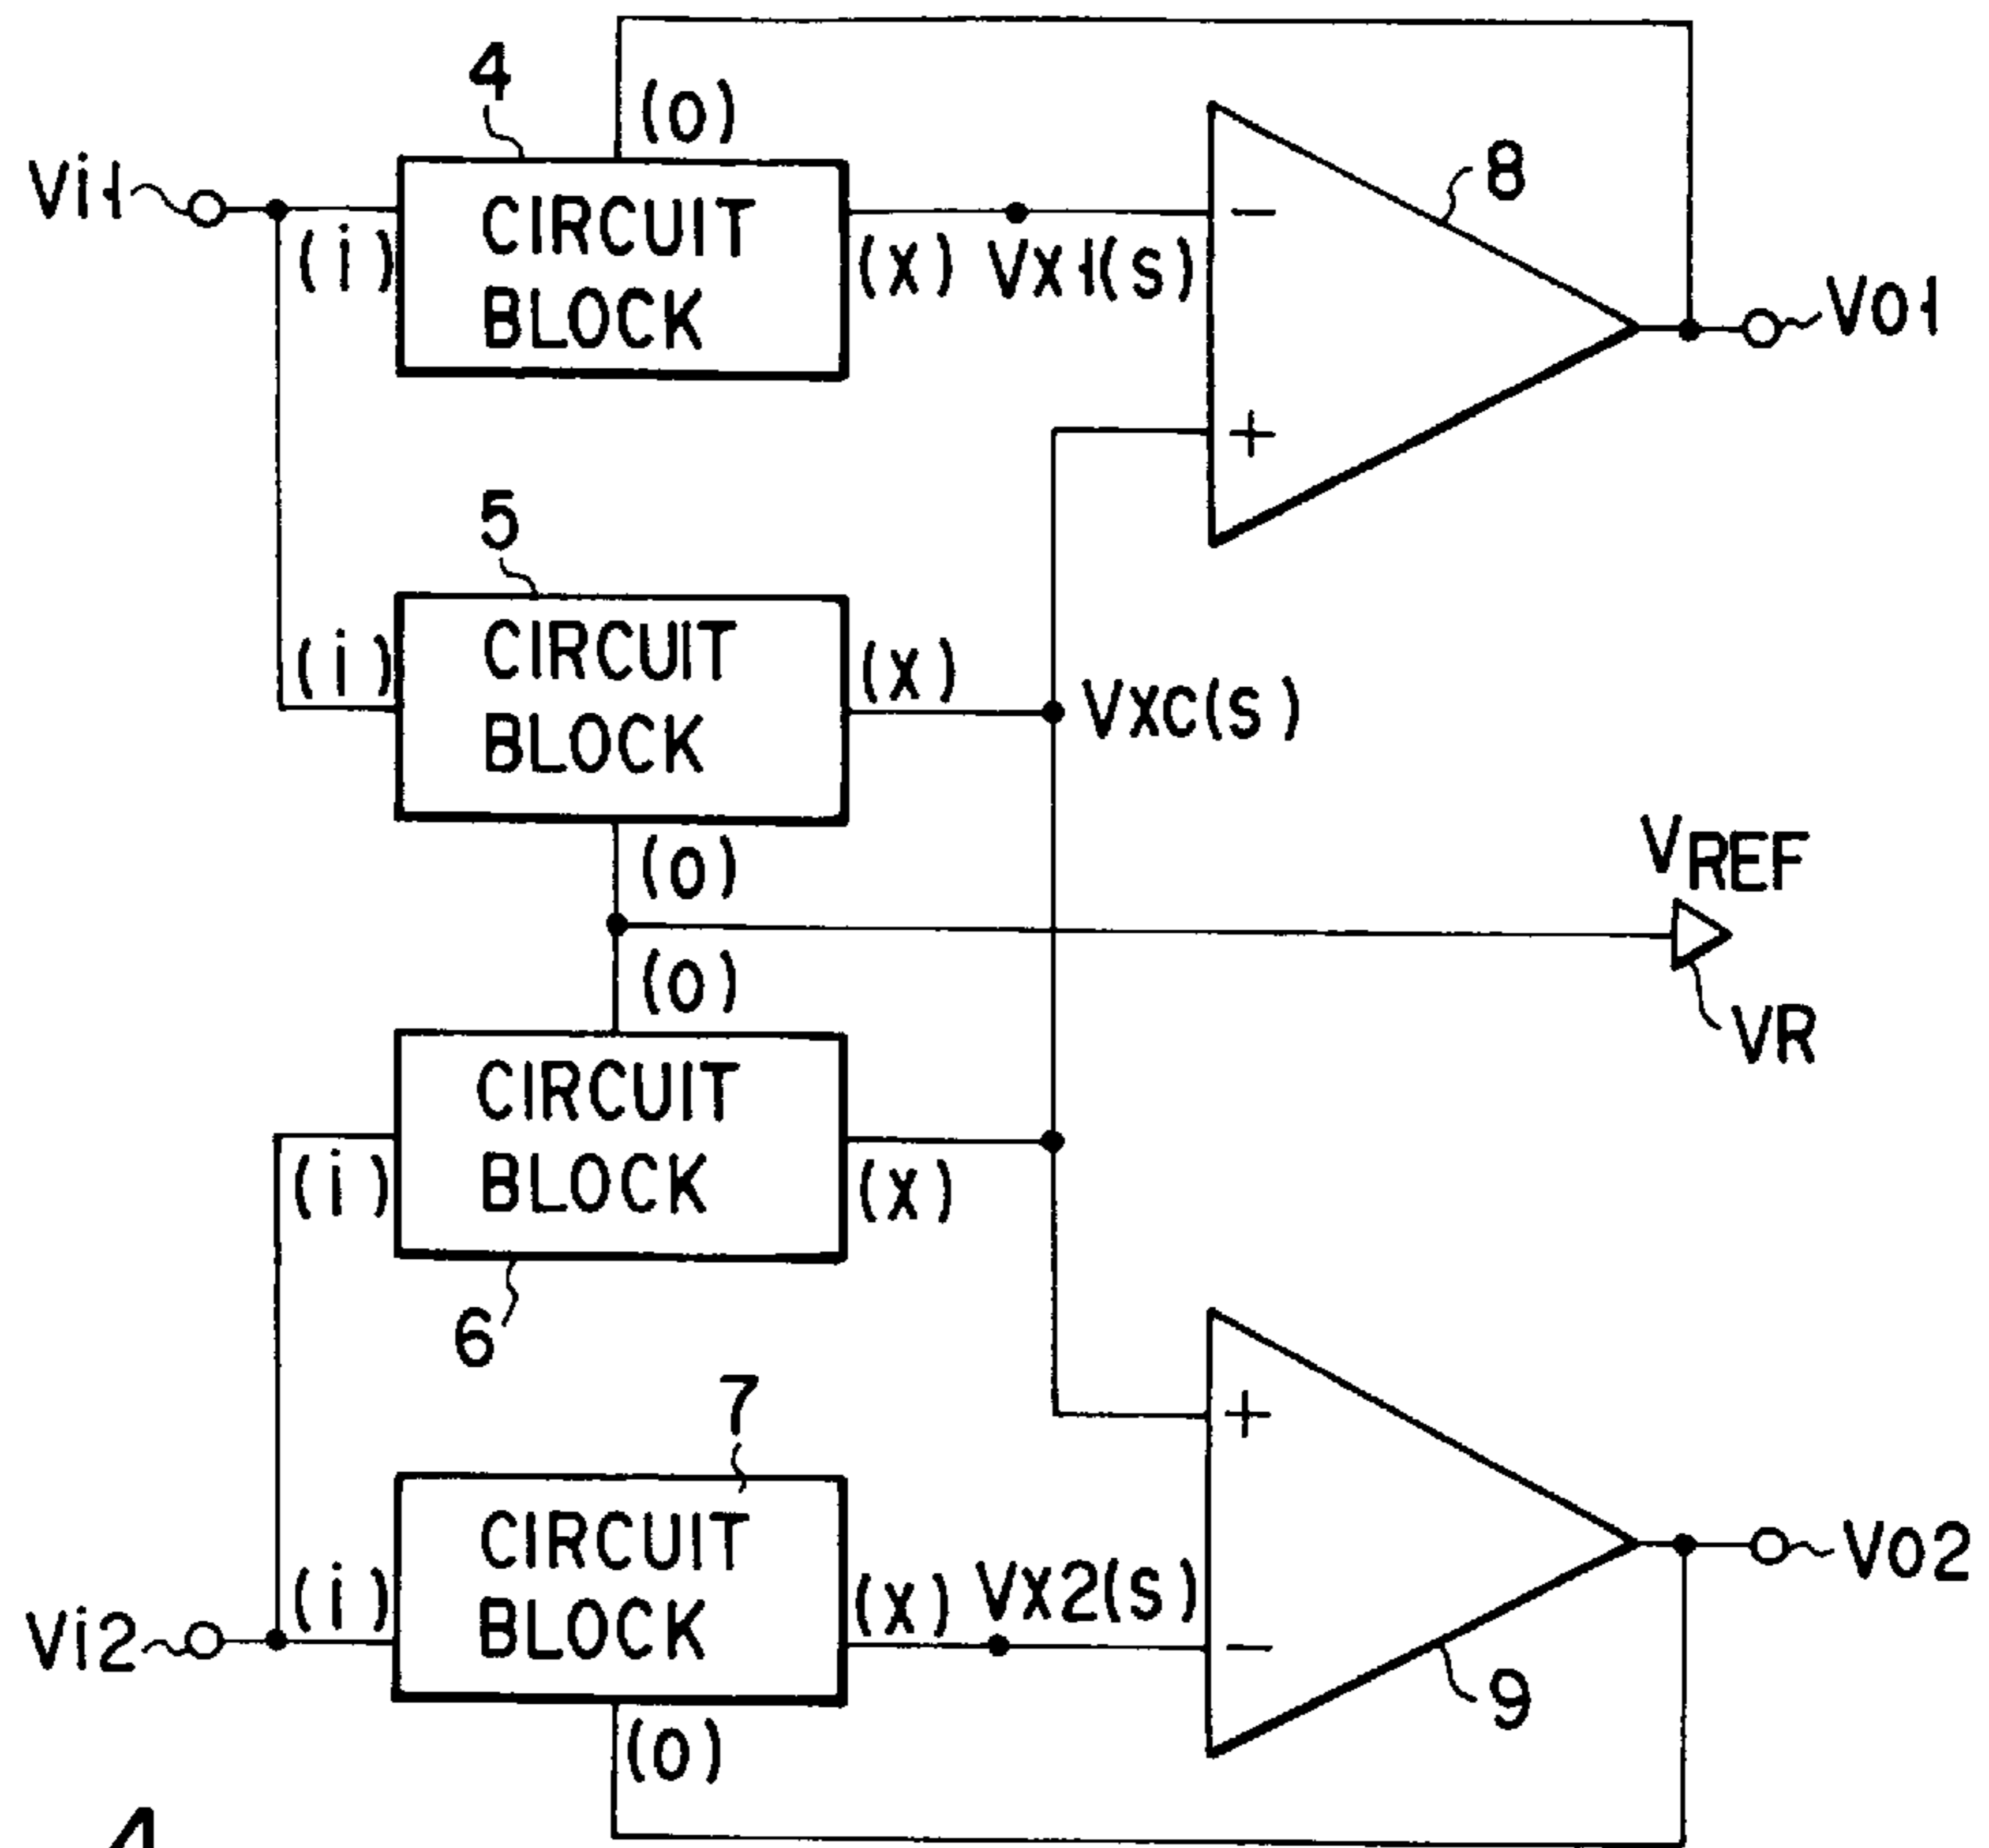 4
(o)
Vi1
(i)
CIRCUIT
BLOCK
(x)
Vx1(s)
−
+
8
Vo1
5
(i)
CIRCUIT
BLOCK
(x)
Vxc(s)
(o)
VREF
VR
(o)
(i)
CIRCUIT
BLOCK
(x)
6
7
+
(i)
CIRCUIT
BLOCK
(x)
Vx2(s)
−
Vi2
Vo2
9
(o)